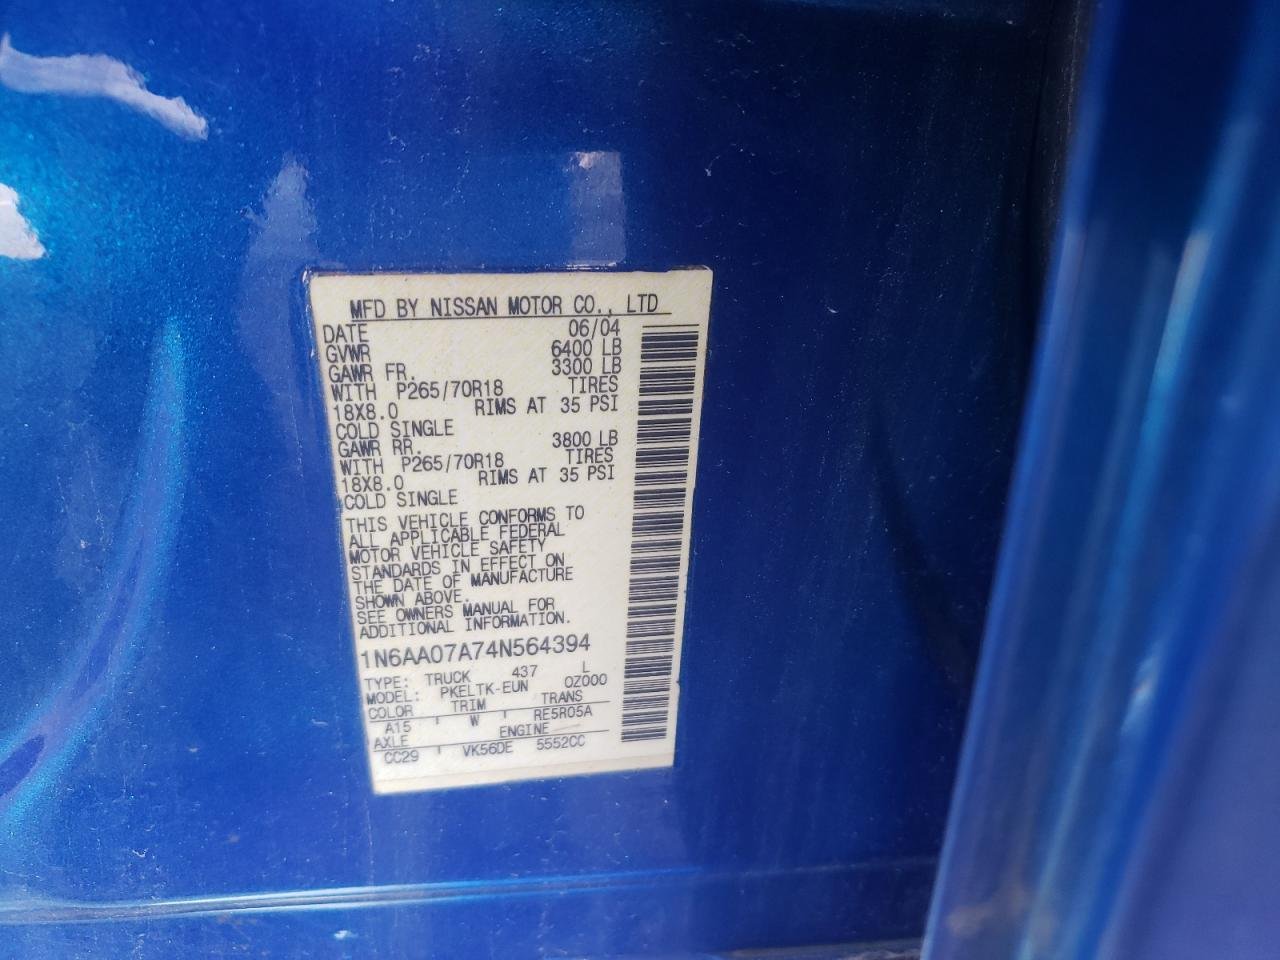 MFD BY NISSAN MOTOR CO., LTD
DATE 06/04
GVWR 6400 LB
GAWR FR. 3300 LB
WITH P265/70R18 TIRES
18X8.0 RIMS AT 35 PSI
COLD SINGLE
GAWR RR. 3800 LB
WITH P265/70R18 TIRES
18X8.0 RIMS AT 35 PSI
COLD SINGLE
THIS VEHICLE CONFORMS TO
ALL APPLICABLE FEDERAL
MOTOR VEHICLE SAFETY
STANDARDS IN EFFECT ON
THE DATE OF MANUFACTURE
SHOWN ABOVE.
SEE OWNERS MANUAL FOR
ADDITIONAL INFORMATION.
1N6AA07A74N564394
TYPE: TRUCK 437 L
MODEL: PKELTK-EUN 0Z000
COLOR TRIM TRANS
A15 W RE5R05A
AXLE ENGINE
CC29 VK56DE 5552CC